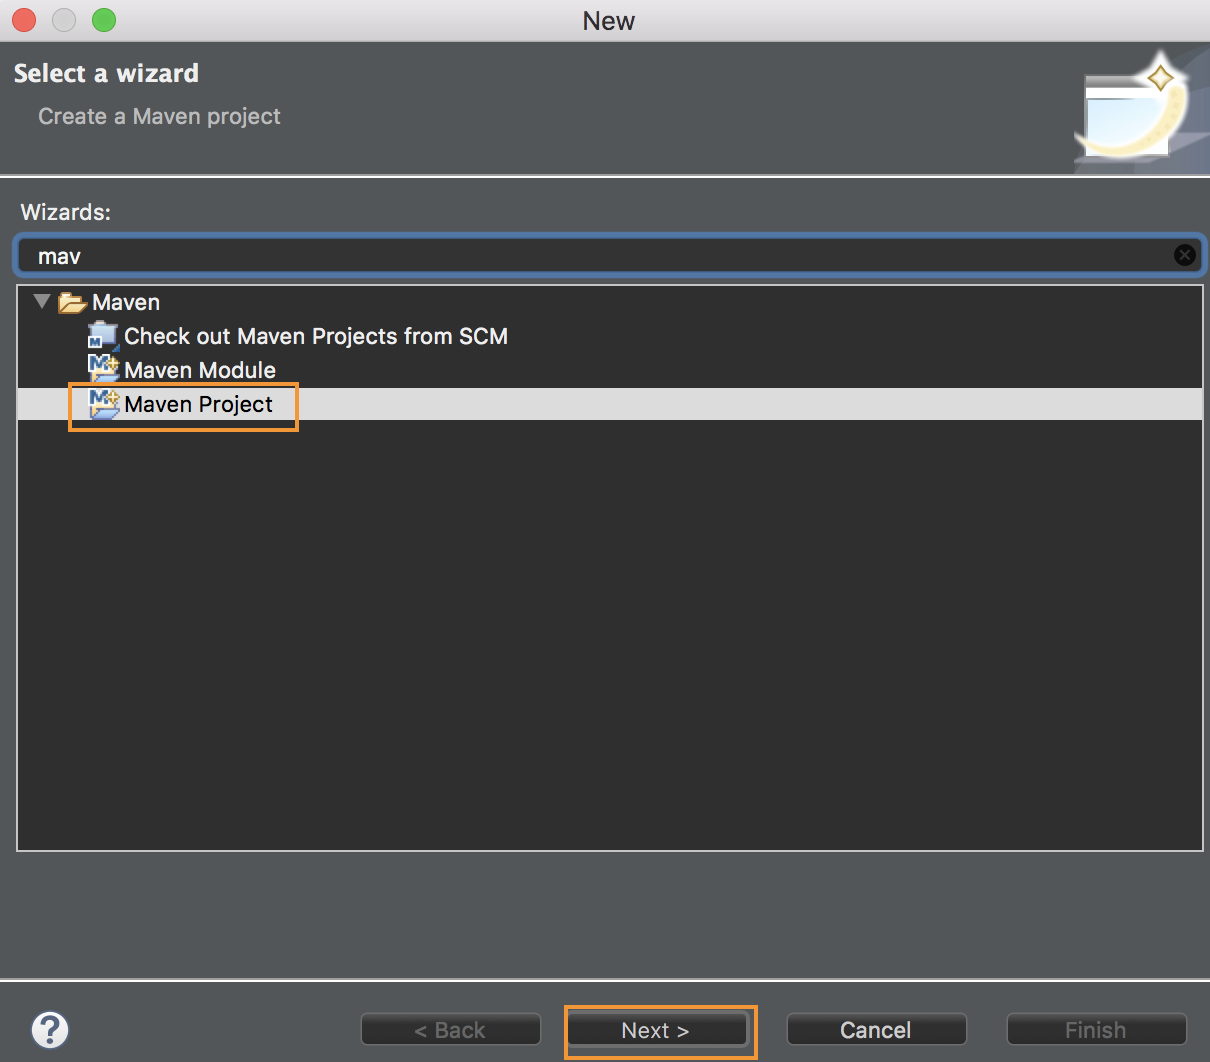 New
Select a wizard
Create a Maven project
Wizards:
mav
Maven
Check out Maven Projects from SCM
Maven Module
Maven Project
? < Back Next > Cancel Finish